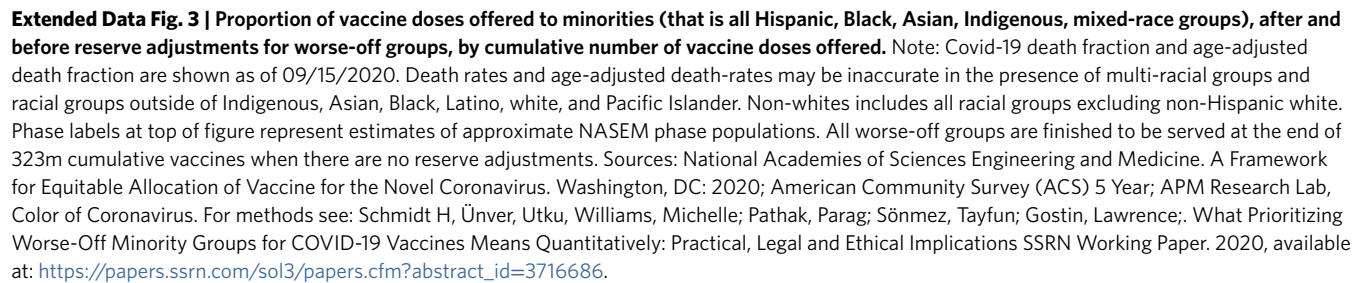 Extended Data Fig. 3 | Proportion of vaccine doses offered to minorities (that is all Hispanic, Black, Asian, Indigenous, mixed-race groups), after and
before reserve adjustments for worse-off groups, by cumulative number of vaccine doses offered. Note: Covid-19 death fraction and age-adjusted
death fraction are shown as of 09/15/2020. Death rates and age-adjusted death-rates may be inaccurate in the presence of multi-racial groups and
racial groups outside of Indigenous, Asian, Black, Latino, white, and Pacific Islander. Non-whites includes all racial groups excluding non-Hispanic white.
Phase labels at top of figure represent estimates of approximate NASEM phase populations. All worse-off groups are finished to be served at the end of
323m cumulative vaccines when there are no reserve adjustments. Sources: National Academies of Sciences Engineering and Medicine. A Framework
for Equitable Allocation of Vaccine for the Novel Coronavirus. Washington, DC: 2020; American Community Survey (ACS) 5 Year; APM Research Lab,
Color of Coronavirus. For methods see: Schmidt H, Ünver, Utku, Williams, Michelle; Pathak, Parag; Sönmez, Tayfun; Gostin, Lawrence;. What Prioritizing
Worse-Off Minority Groups for COVID-19 Vaccines Means Quantitatively: Practical, Legal and Ethical Implications SSRN Working Paper. 2020, available
at: https://papers.ssrn.com/sol3/papers.cfm?abstract_id=3716686.